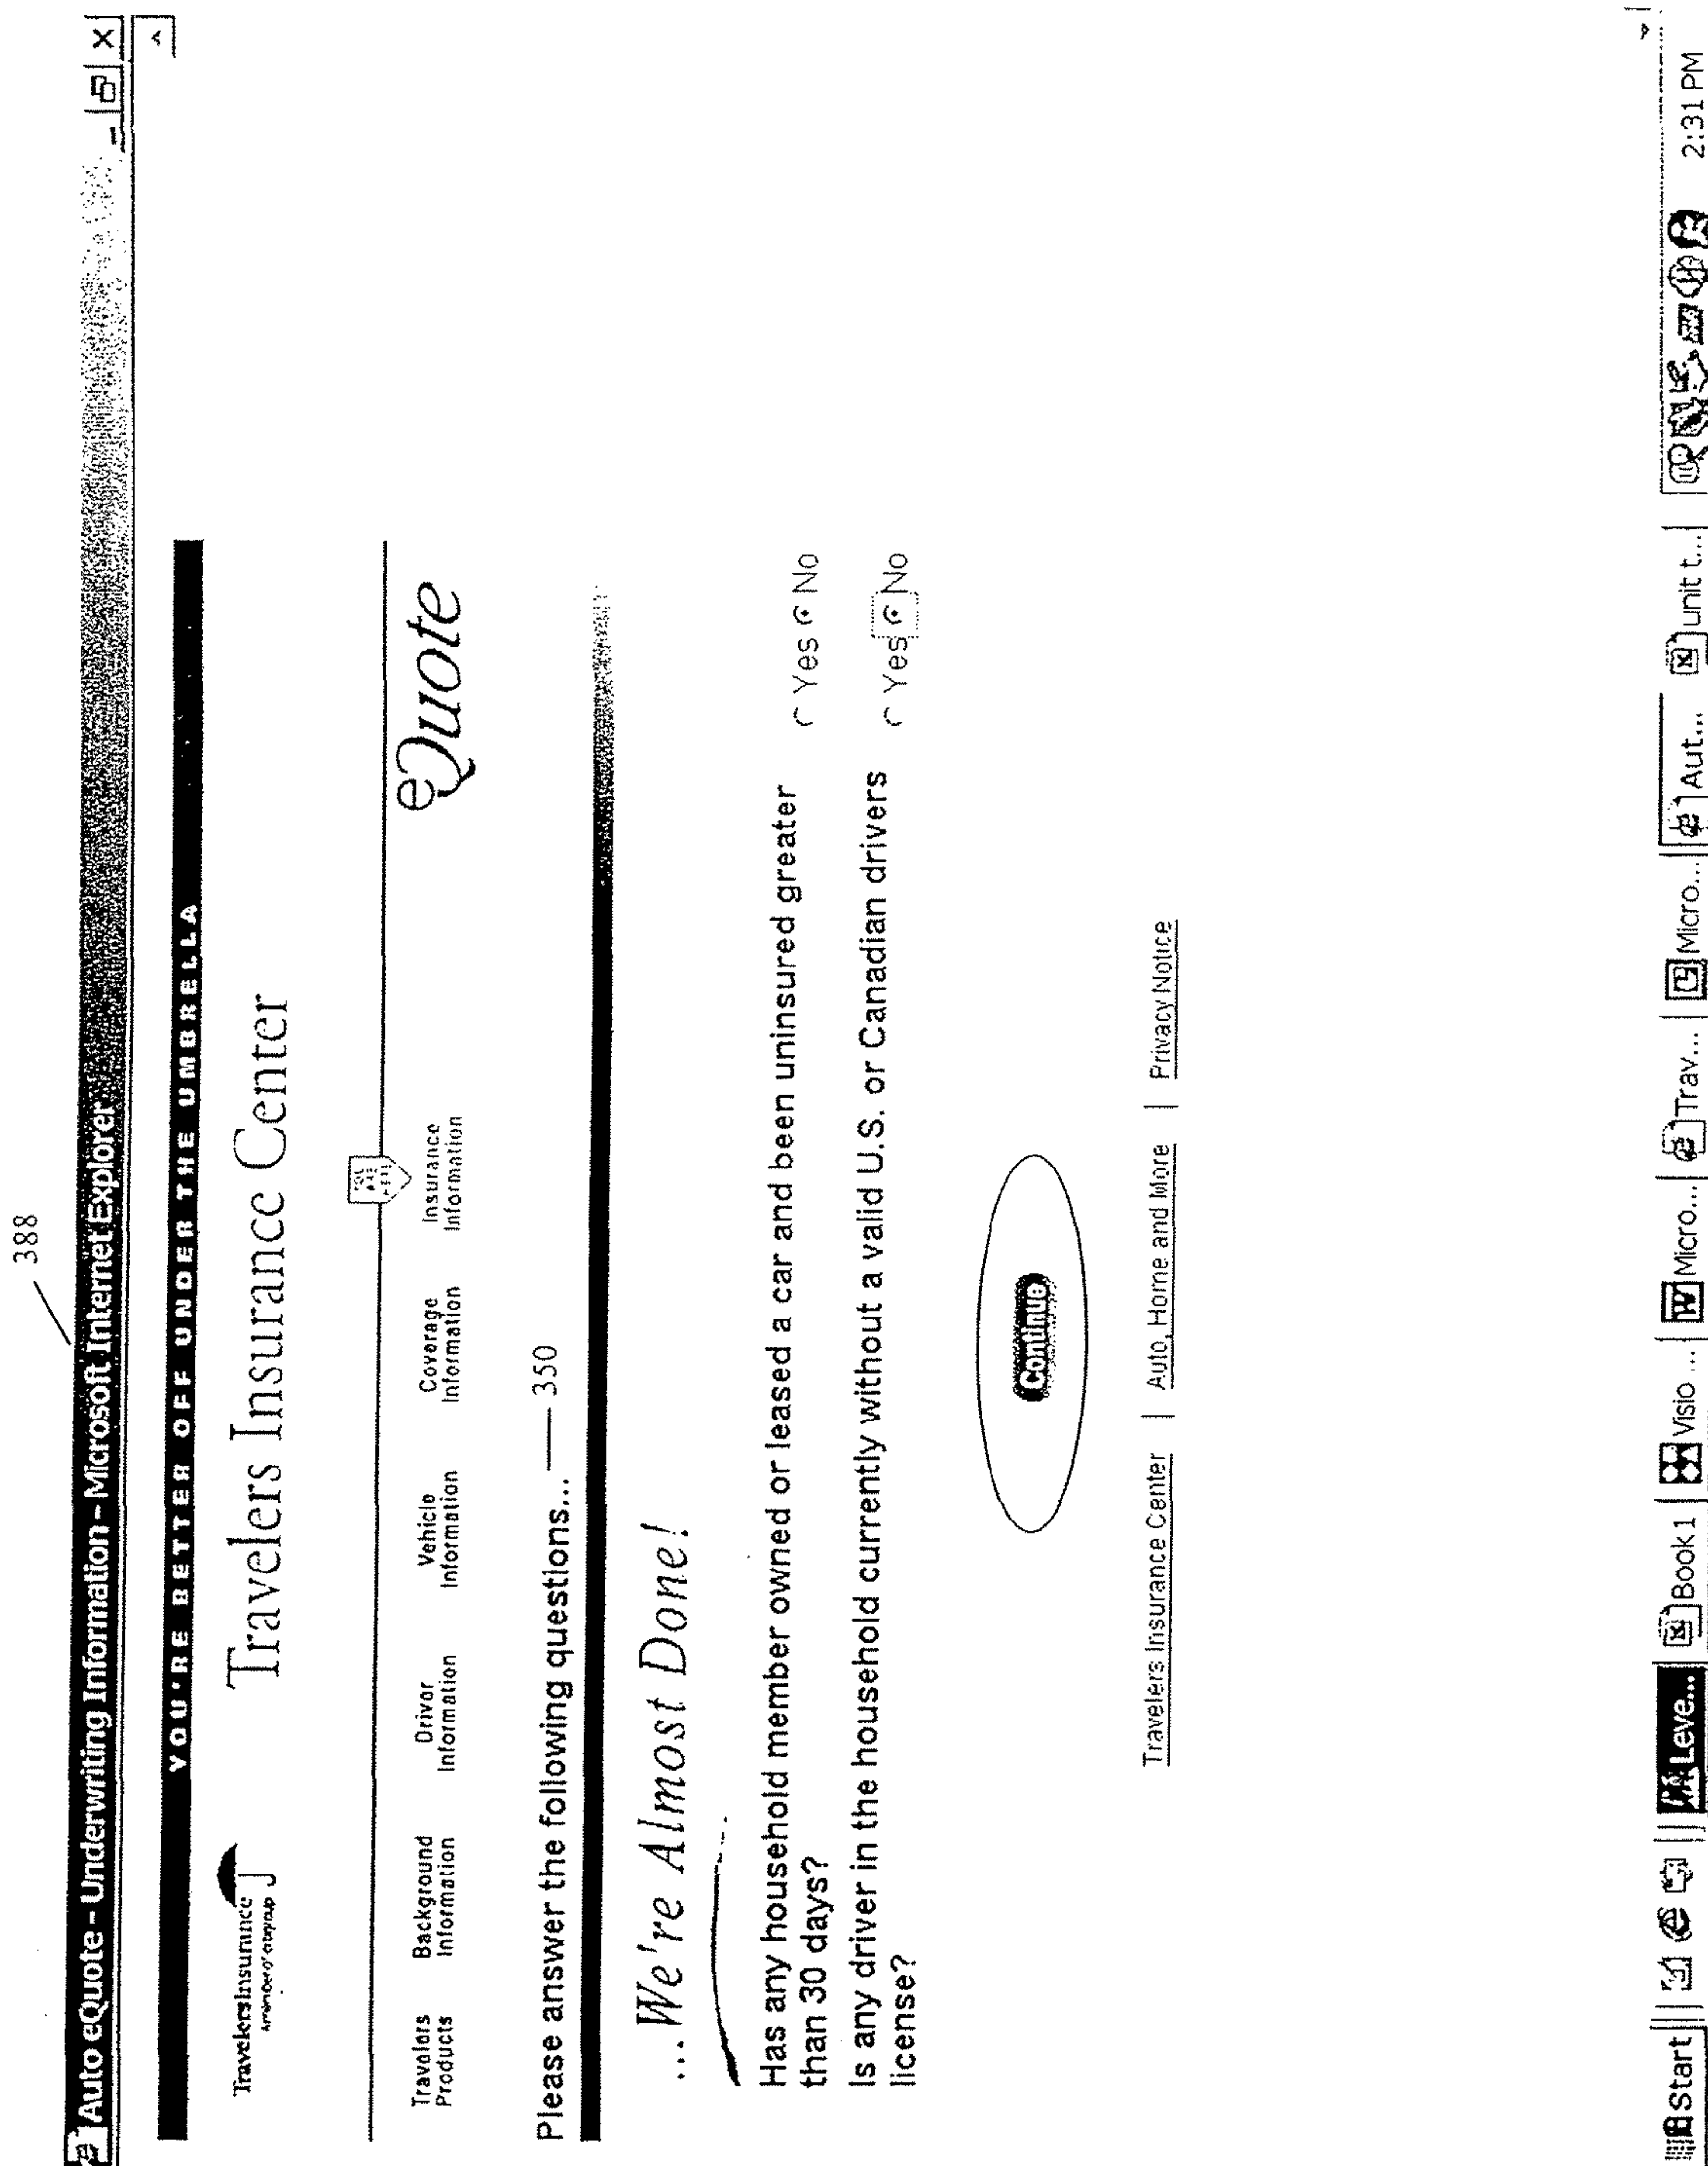 388
Auto eQuote - Underwriting Information - Microsoft Internet Explorer
YOU'RE BETTER OFF UNDER THE UMBRELLA
TravelersInsurance
Travelers Insurance Center
Travelers Products
Background Information
Driver Information
Vehicle Information
Coverage Information
Insurance Information
eQuote
Please answer the following questions... 350
...We're Almost Done!
Has any household member owned or leased a car and been uninsured greater
than 30 days?
Yes No
Is any driver in the household currently without a valid U.S. or Canadian drivers
license?
Yes No
Continue
Travelers Insurance Center | Auto, Home and More | Privacy Notice
Start Leve... Book1 Visio ... Micro... Trav... Micro... Aut... unit t... 2:31 PM